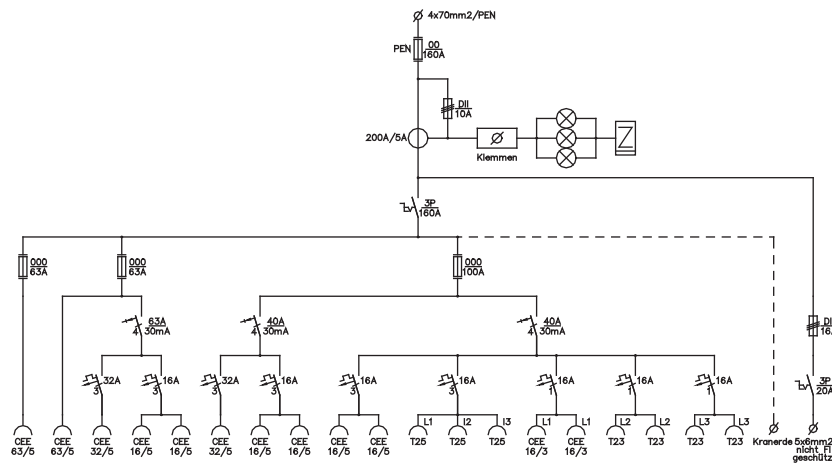 4x70mm2/PEN
PEN 00
160A
DII
10A
200A/5A
Klemmen
3P
160A
000
63A
000
63A
000
100A
63A
4 30mA
40A
4 30mA
40A
4 30mA
DI
16A
32A
3
16A
3
32A
3
16A
3
16A
3
16A
3
16A
1
16A
1
16A
1
3P
20A
L1 l2 l3 L1 L1 L2 L2 L3 L3
CEE
63/5
CEE
63/5
CEE
32/5
CEE
16/5
CEE
16/5
CEE
32/5
CEE
16/5
CEE
16/5
CEE
16/5
CEE
16/5
T25
T25
T25
CEE
16/3
CEE
16/3
T23
T23
T23
T23
Kranerde
5x6mm2
nicht FI
geschütz